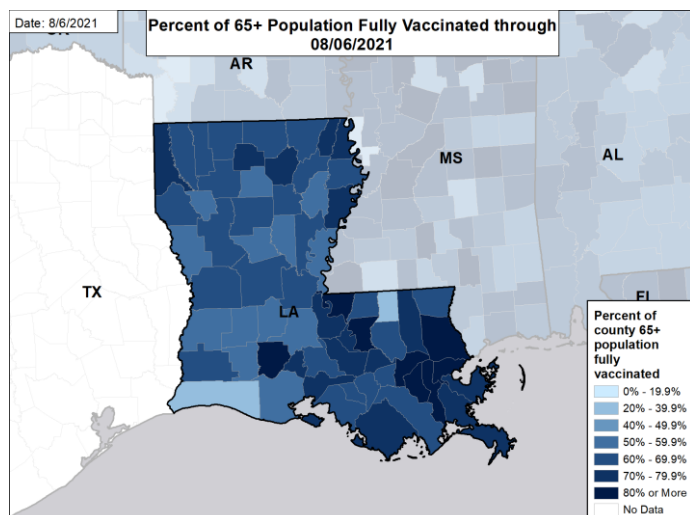 Date: 8/6/2021
Percent of 65+ Population Fully Vaccinated through
08/06/2021
AR
MS
AL
TX
LA
Percent of
county 65+
population
fully
vaccinated
0% - 19.9%
20% - 39.9%
40% - 49.9%
50% - 59.9%
60% - 69.9%
70% - 79.9%
80% or More
No Data